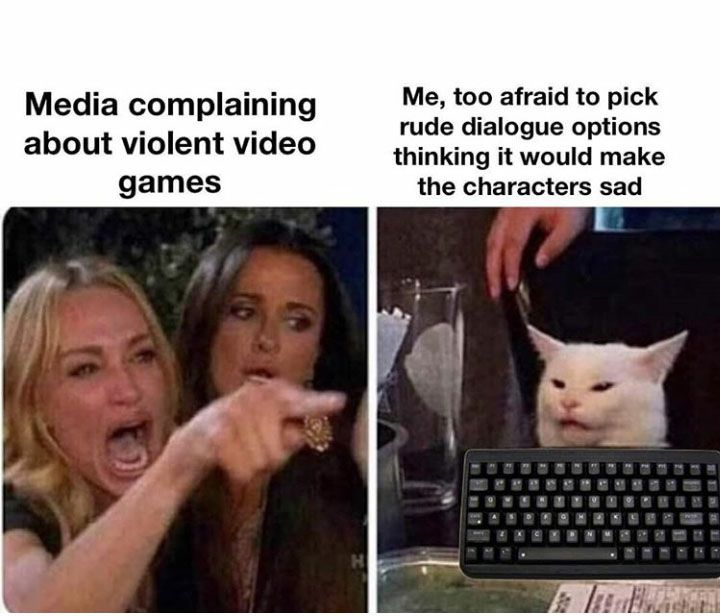 Media complaining
about violent video
games
Me, too afraid to pick
rude dialogue options
thinking it would make
the characters sad